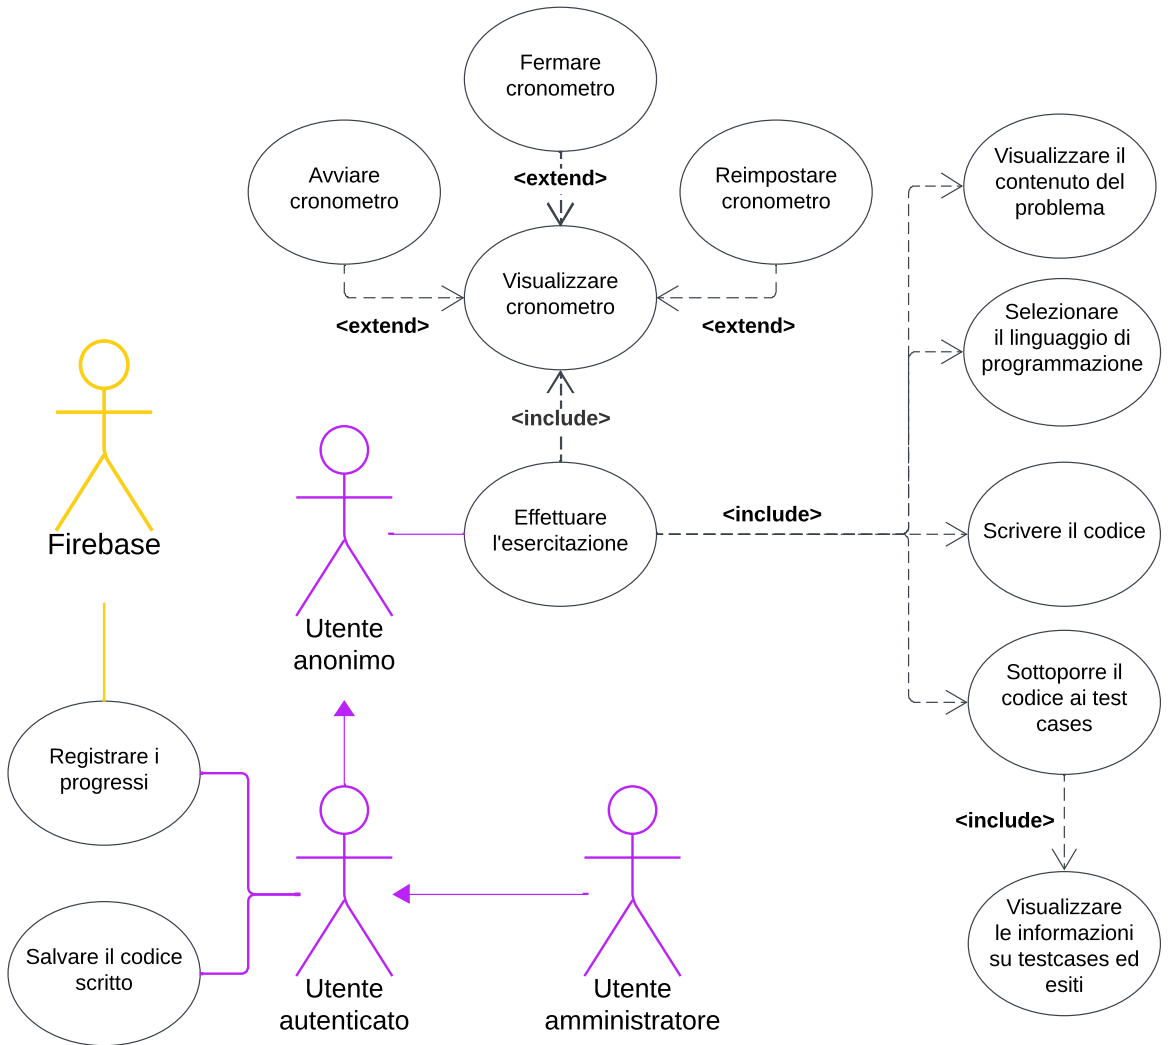 Fermare
cronometro
<extend>
Avviare
cronometro
<extend>
Reimpostare
cronometro
<extend>
Visualizzare
cronometro
<include>
Visualizzare il
contenuto del
problema
Selezionare
il linguaggio di
programmazione
Firebase
Utente
anonimo
Effettuare
l'esercitazione
<include>
Scrivere il codice
Sottoporre il
codice ai test
cases
<include>
Visualizzare
le informazioni
su testcases ed
esiti
Registrare i
progressi
Salvare il codice
scritto
Utente
autenticato
Utente
amministratore